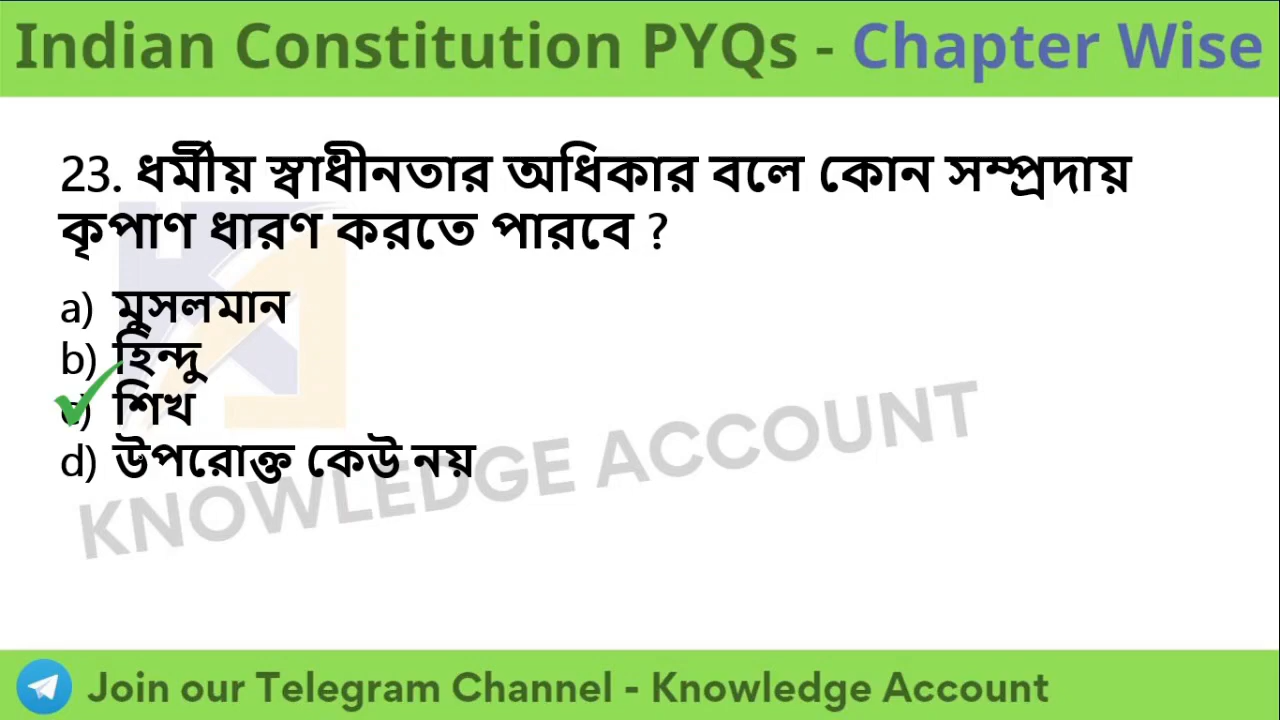 Indian Constitution PYQs - Chapter Wise
23. ধর্মীয় স্বাধীনতার অধিকার বলে কোন সম্প্রদায়
কৃপাণ ধারণ করতে পারবে ?
a) মুসলমান
b) হিন্দু
c) শিখ
d) উপরোক্ত কেউ নয়
KNOWLEDGE ACCOUNT
Join our Telegram Channel - Knowledge Account